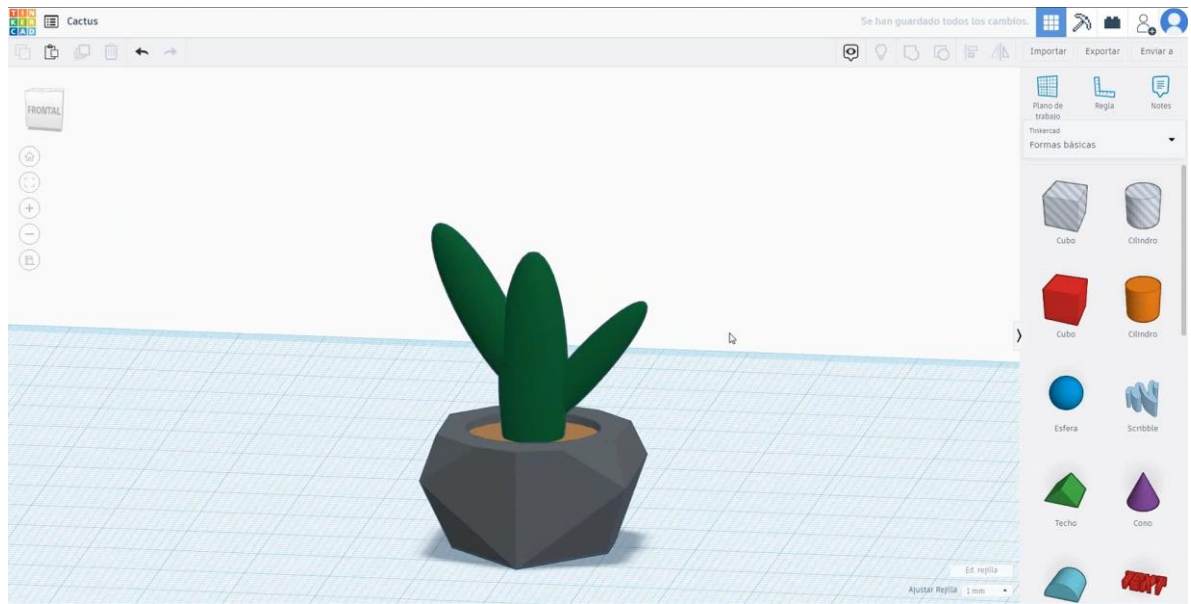 TIN
KER
CAD
Cactus
Se han guardado todos los cambios.
Importar
Exportar
Enviar a
FRONTAL
Plano de
trabajo
Regla
Notes
Tinkercad
Formas básicas
Cubo
Cilindro
Cubo
Cilindro
Esfera
Scribble
Techo
Cono
TEXT
Ed. rejilla
Ajustar Rejilla
1 mm